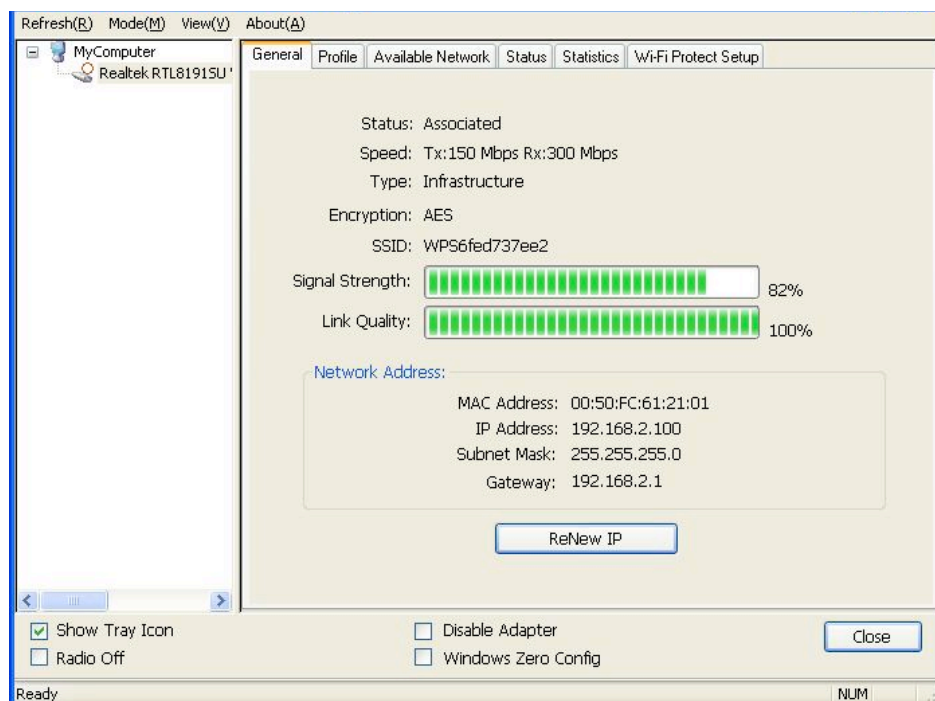 Refresh(R) Mode(M) View(V) About(A)
MyComputer
Realtek RTL8191SU
General Profile Available Network Status Statistics Wi-Fi Protect Setup
Status: Associated
Speed: Tx:150 Mbps Rx:300 Mbps
Type: Infrastructure
Encryption: AES
SSID: WPS6fed737ee2
Signal Strength: 82%
Link Quality: 100%
Network Address:
MAC Address: 00:50:FC:61:21:01
IP Address: 192.168.2.100
Subnet Mask: 255.255.255.0
Gateway: 192.168.2.1
ReNew IP
Show Tray Icon
Radio Off
Disable Adapter
Windows Zero Config
Close
Ready NUM